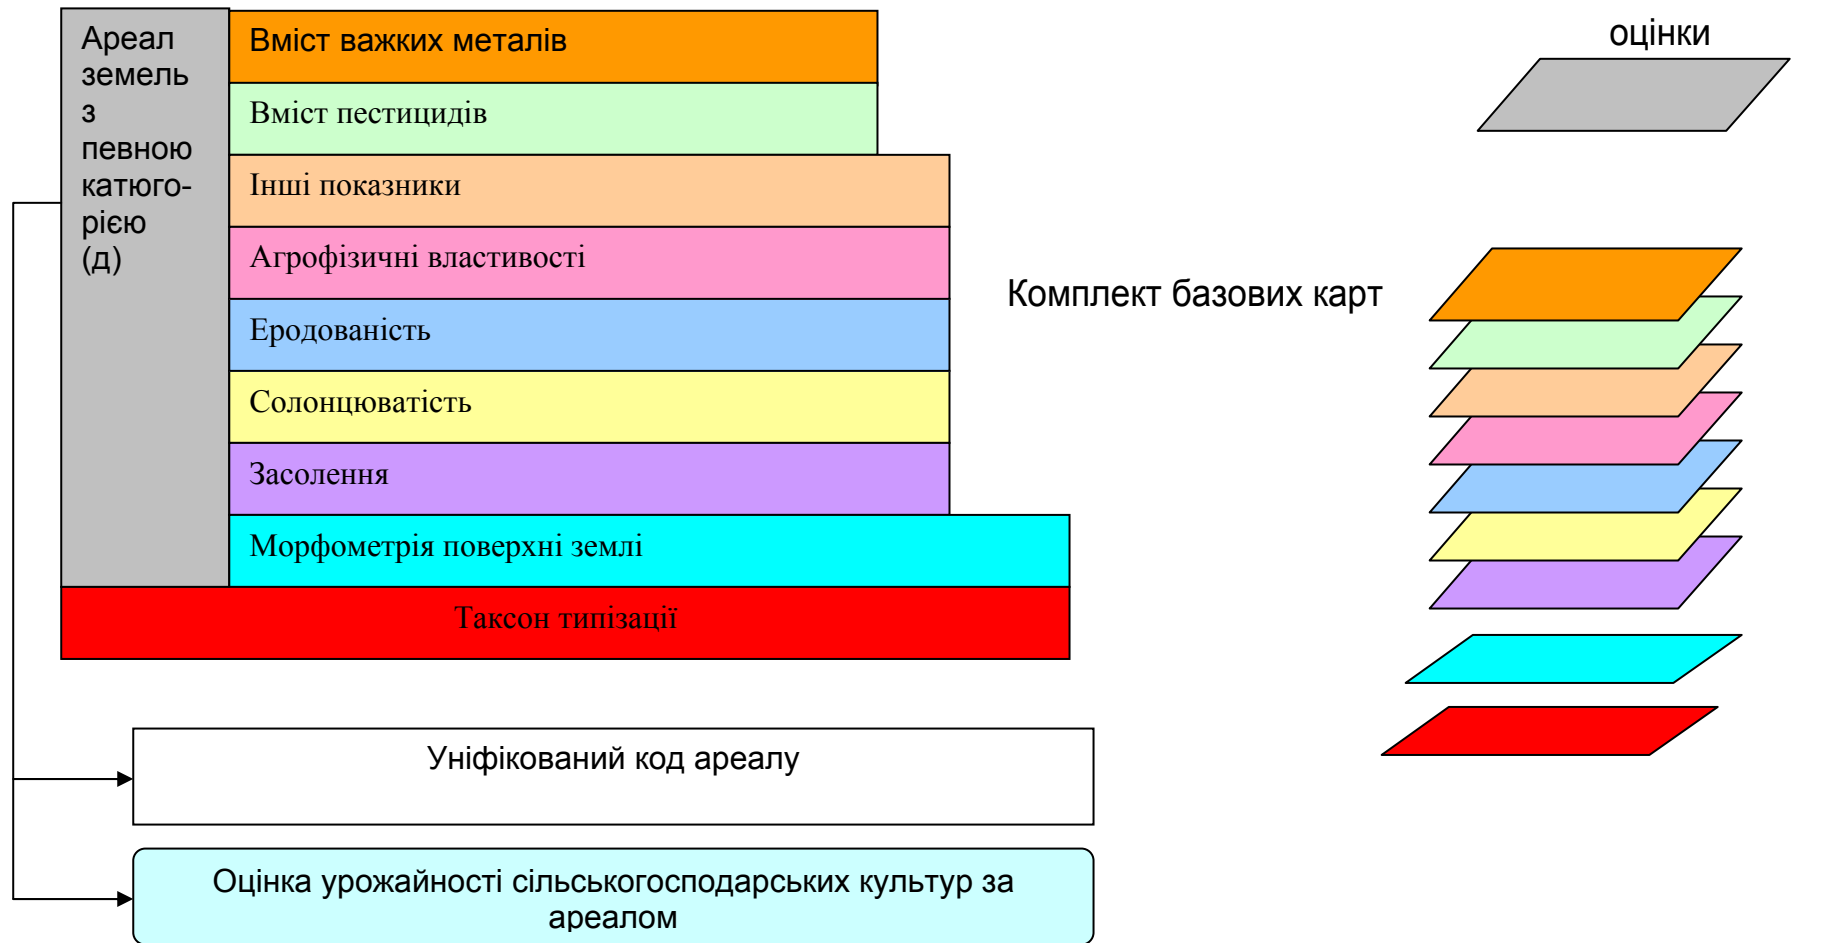 Ареал
земель
з
певною
катюго-
рією
(д)
Вміст важких металів
Вміст пестицидів
Інші показники
Агрофізичні властивості
Еродованість
Солонцюватість
Засолення
Морфометрія поверхні землі
Таксон типізації
оцінки
Комплект базових карт
Уніфікований код ареалу
Оцінка урожайності сільськогосподарських культур за
ареалом